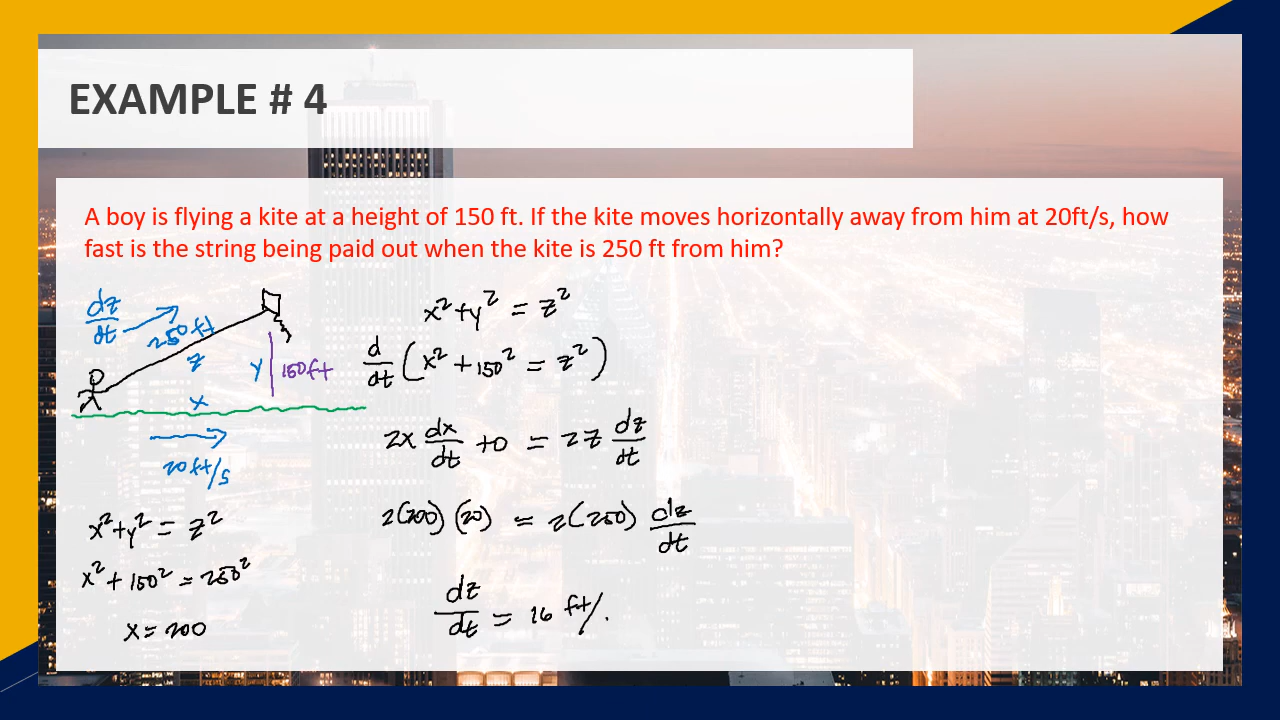 EXAMPLE # 4
A boy is flying a kite at a height of 150 ft. If the kite moves horizontally away from him at 20ft/s, how
fast is the string being paid out when the kite is 250 ft from him?
dz/dt
250 ft
z
y 150ft
x
20 ft/s
x² + y² = z²
x² + 150² = 250²
x = 200
x² + y² = z²
d/dt (x² + 150² = z²)
2x dx/dt + 0 = 2z dz/dt
2(200)(20) = 2(250) dz/dt
dz/dt = 16 ft/.